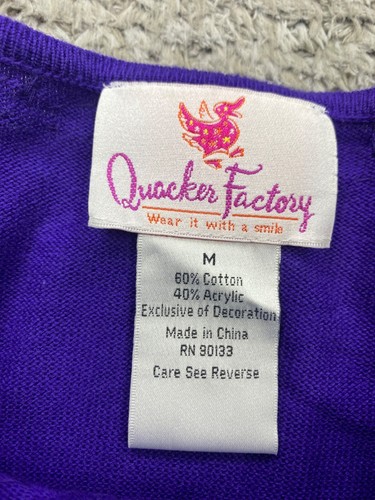 Quacker Factory
Wear it with a smile
M
60% Cotton
40% Acrylic
Exclusive of Decoration
Made in China
RN 90133
Care See Reverse